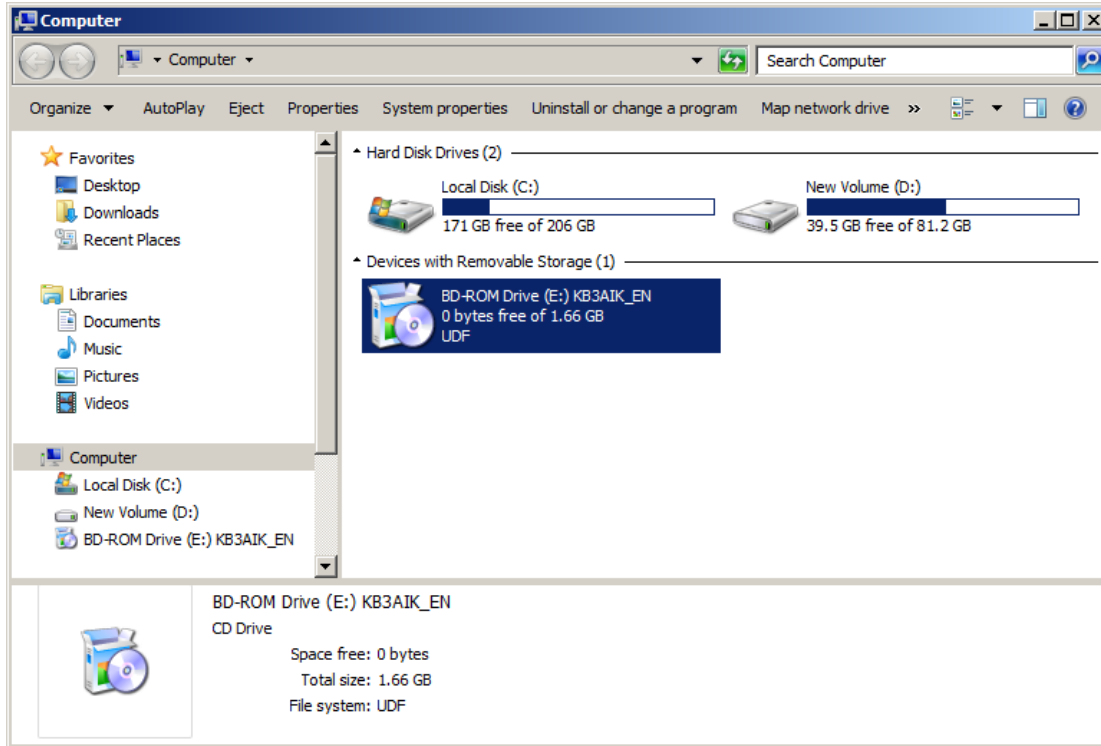 Computer
Computer
Search Computer
Organize AutoPlay Eject Properties System properties Uninstall or change a program Map network drive »
Favorites
Desktop
Downloads
Recent Places
Libraries
Documents
Music
Pictures
Videos
Computer
Local Disk (C:)
New Volume (D:)
BD-ROM Drive (E:) KB3AIK_EN
Hard Disk Drives (2)
Local Disk (C:)
171 GB free of 206 GB
New Volume (D:)
39.5 GB free of 81.2 GB
Devices with Removable Storage (1)
BD-ROM Drive (E:) KB3AIK_EN
0 bytes free of 1.66 GB
UDF
BD-ROM Drive (E:) KB3AIK_EN
CD Drive
Space free: 0 bytes
Total size: 1.66 GB
File system: UDF